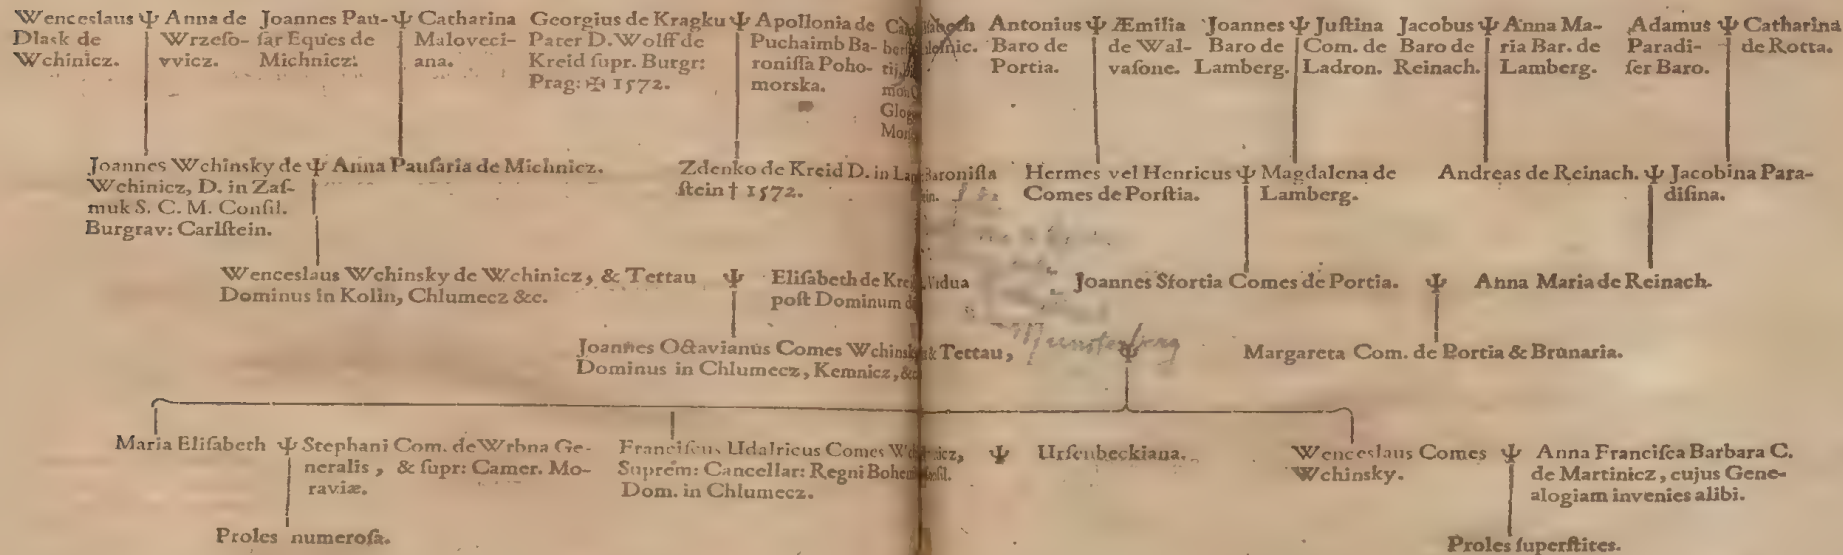 Wenceslaus Ψ Anna de
Dlask de Wrzeſo-
Wchinicz. vvicz.
Joannes Pau- Ψ Catharina
ſar Eques de Maloveci-
Michnicz: ana.
Georgius de Kragku Ψ Apollonia de
Pater D. Wolff de Puchaimb Ba-
Kreid ſupr. Burgr: roniſſa Poho-
Prag: ✠ 1572. morska.
Antonius Ψ Æmilia
Baro de de Wal-
Portia. vaſone.
Joannes Ψ Juſtina
Baro de Com. de
Lamberg. Ladron.
Jacobus Ψ Anna Ma-
Baro de ria Bar. de
Reinach. Lamberg.
Adamus Ψ Catharina
Paradi- de Rotta.
ſer Baro.
Joannes Wchinsky de Ψ Anna Pauſaria de Michnicz.
Wchinicz, D. in Zaſ-
muk S. C. M. Conſil.
Burgrav: Carlſtein.
Zdenko de Kreid D. in Baroniſſa
ſtein † 1572.
Hermes vel Henricus Ψ Magdalena de
Comes de Porſtia. Lamberg.
Andreas de Reinach. Ψ Jacobina Para-
diſina.
Wenceslaus Wchinsky de Wchinicz, & Tettau Ψ Eliſabeth de Vidua
Dominus in Kolin, Chlumecz &c. poſt Dominum
Joannes Sfortia Comes de Portia. Ψ Anna Maria de Reinach.
Joannes Octavianus Comes & Tettau, Ψ Margareta Com. de Portia & Brunaria.
Dominus in Chlumecz, Kemnicz,
Munsterberg
Maria Eliſabeth Ψ Stephani Com. de Wrbna Ge-
neralis, & ſupr: Camer. Mo-
raviæ.
Franciſcus Udalricus Comes Ψ Urſenbeckiana.
Suprem: Cancellar: Regni
Dom. in Chlumecz.
Wenceslaus Comes Ψ Anna Franciſca Barbara C.
Wchinsky. de Martinicz, cujus Gene-
alogiam invenies alibi.
Proles numeroſa.
Proles ſuperſtites.